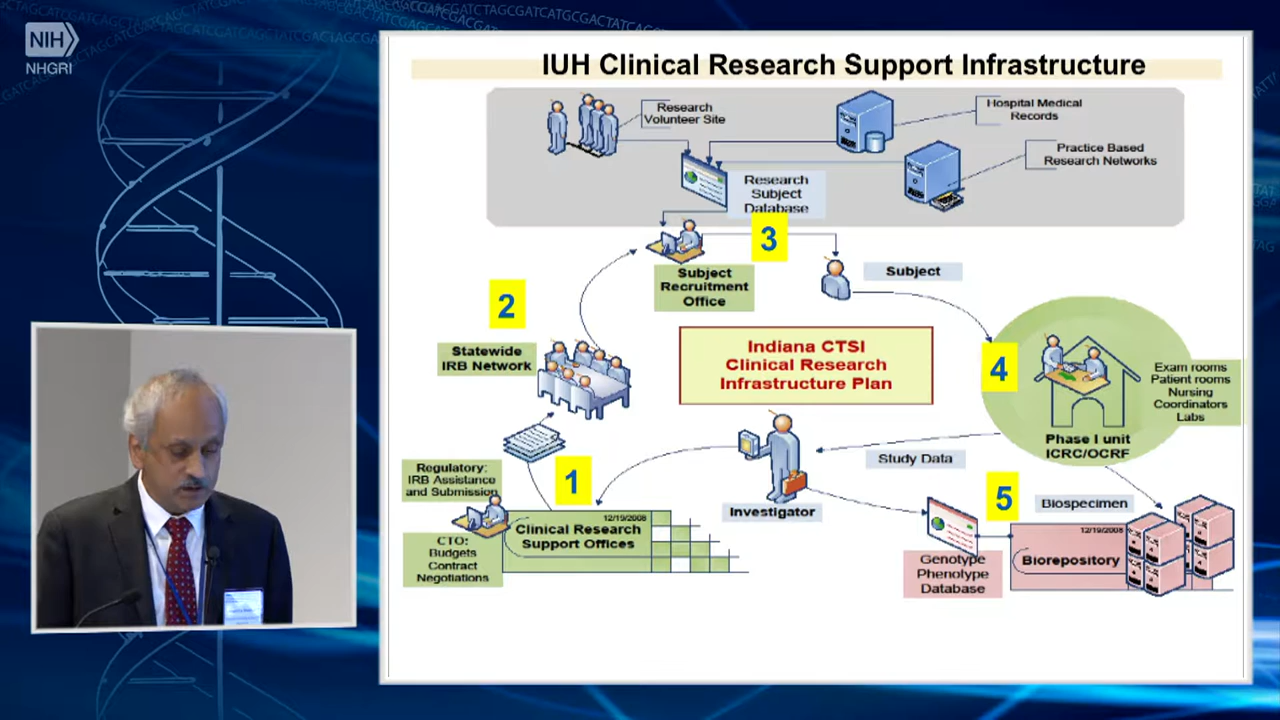 NIH
NHGRI
IUH Clinical Research Support Infrastructure
Research
Volunteer Site
Hospital Medical
Records
Practice Based
Research Networks
Research
Subject
Database
3
Subject
Recruitment
Office
Subject
2
Statewide
IRB Network
Indiana CTSI
Clinical Research
Infrastructure Plan
4
Exam rooms
Patient rooms
Nursing
Coordinators
Labs
Phase I unit
ICRC/OCRF
Study Data
Regulatory:
IRB Assistance
and Submission
1
Investigator
5
Biospecimen
12/19/2008
Clinical Research
Support Offices
CTO:
Budgets
Contract
Negotiations
Genotype
Phenotype
Database
12/19/2008
Biorepository